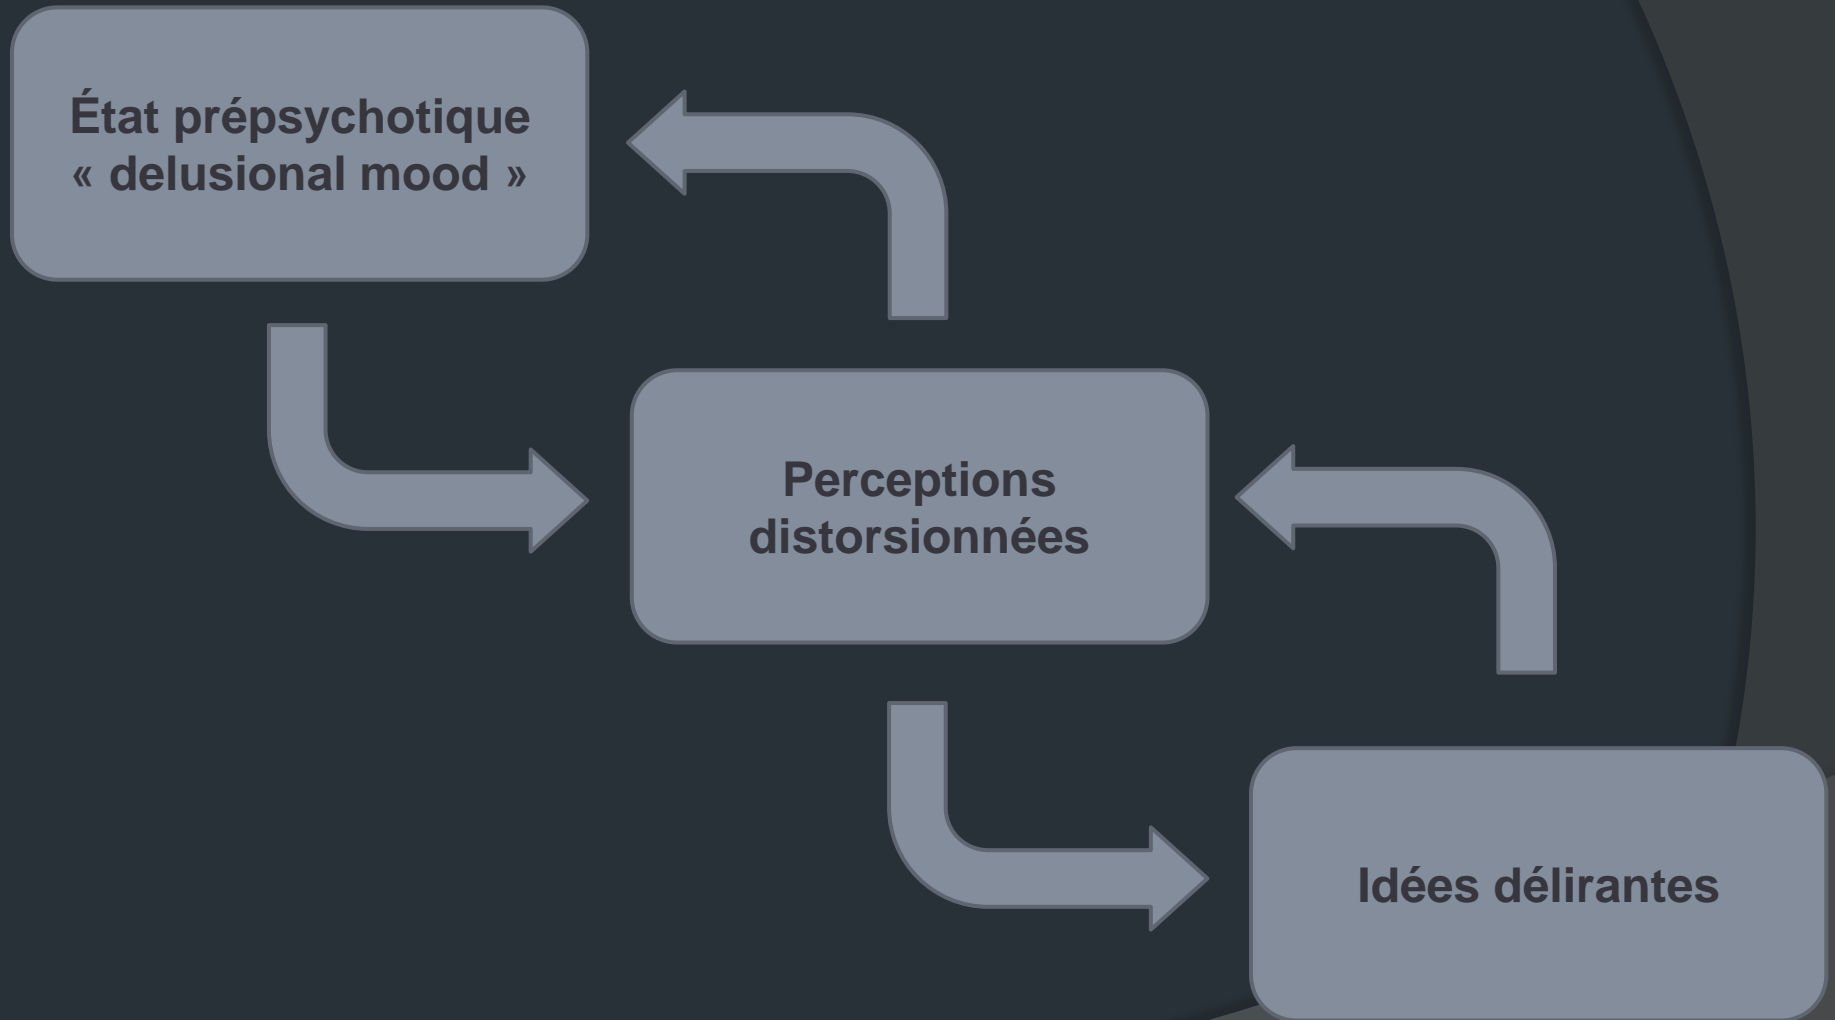 État prépsychotique
« delusional mood »
Perceptions
distorsionnées
Idées délirantes